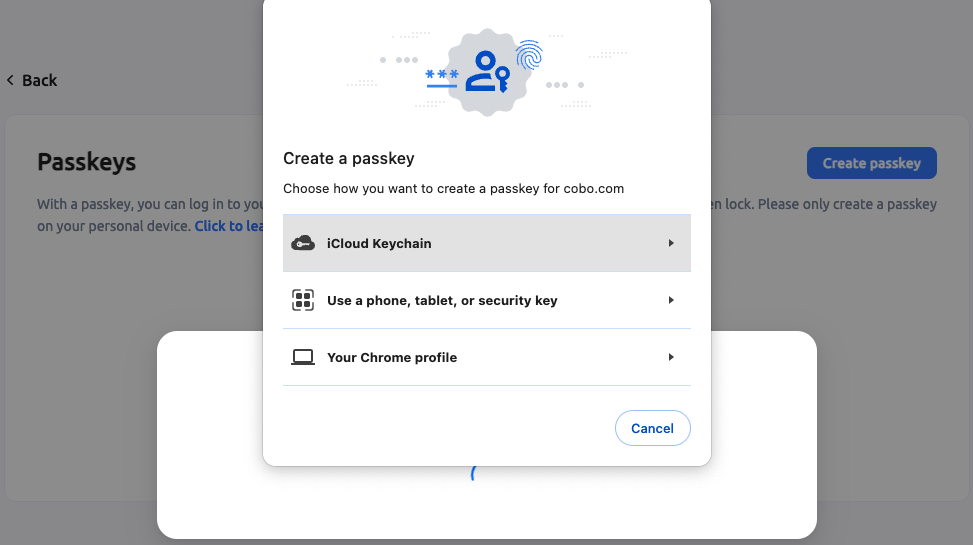 Back
Passkeys
Create passkey
With a passkey, you can log in to you
en lock. Please only create a passkey
on your personal device. Click to lea
***
Create a passkey
Choose how you want to create a passkey for cobo.com
iCloud Keychain
Use a phone, tablet, or security key
Your Chrome profile
Cancel